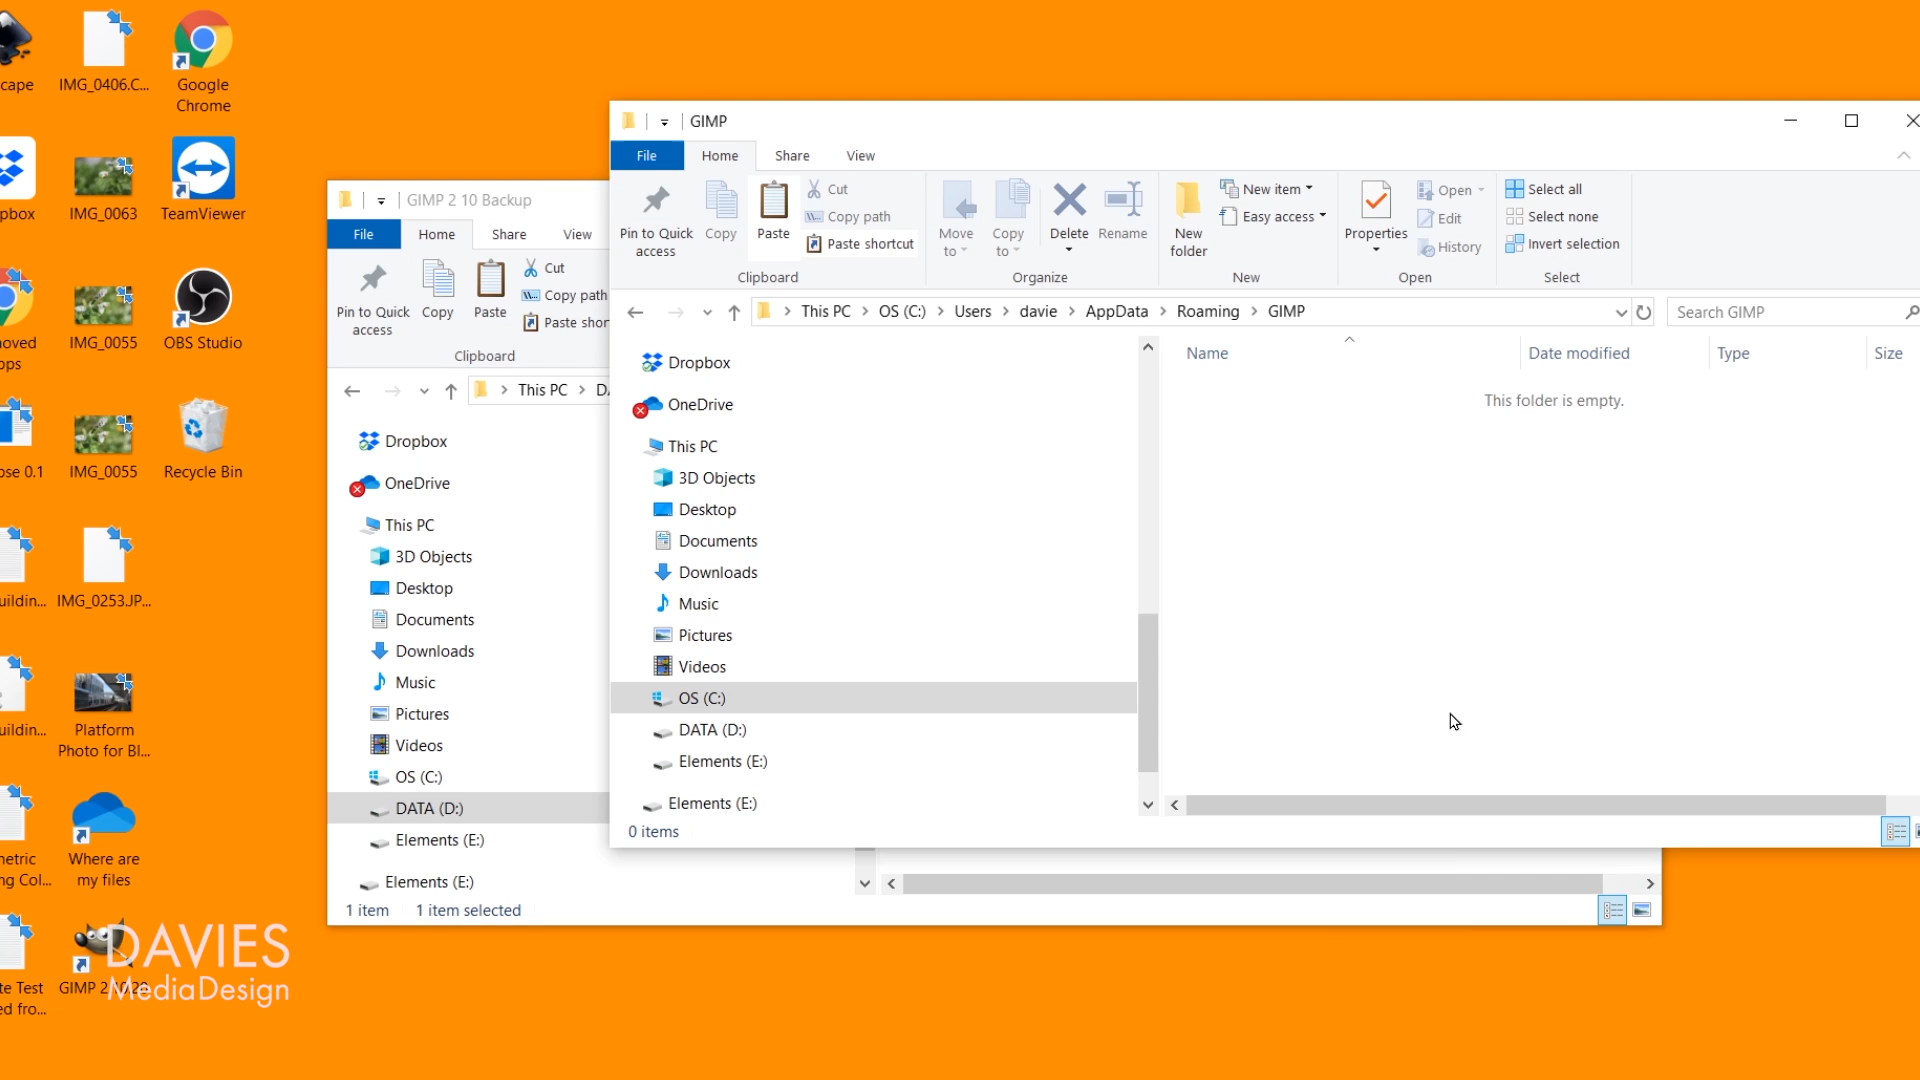 cape
IMG_0406.C...
Google
Chrome
pbox
IMG_0063
TeamViewer
oved
ops
IMG_0055
OBS Studio
ose 0.1
IMG_0055
Recycle Bin
uildin...
IMG_0253.JP...
uildin...
Platform
Photo for Bl...
netric
ng Col...
Where are
my files
te Test
ed fro...
GIMP 2.10.20
DAVIES
MediaDesign
GIMP 2 10 Backup
File
Home
Share
View
Pin to Quick
access
Copy
Paste
Cut
Copy path
Paste shor
Clipboard
This PC
DA
Dropbox
OneDrive
This PC
3D Objects
Desktop
Documents
Downloads
Music
Pictures
Videos
OS (C:)
DATA (D:)
Elements (E:)
Elements (E:)
1 item
1 item selected
GIMP
File
Home
Share
View
Pin to Quick
access
Copy
Paste
Cut
Copy path
Paste shortcut
Clipboard
Move
to
Copy
to
Delete
Rename
Organize
New
folder
New item
Easy access
New
Properties
Open
Edit
History
Open
Select all
Select none
Invert selection
Select
This PC
OS (C:)
Users
davie
AppData
Roaming
GIMP
Search GIMP
Dropbox
OneDrive
This PC
3D Objects
Desktop
Documents
Downloads
Music
Pictures
Videos
OS (C:)
DATA (D:)
Elements (E:)
Elements (E:)
0 items
Name
Date modified
Type
Size
This folder is empty.